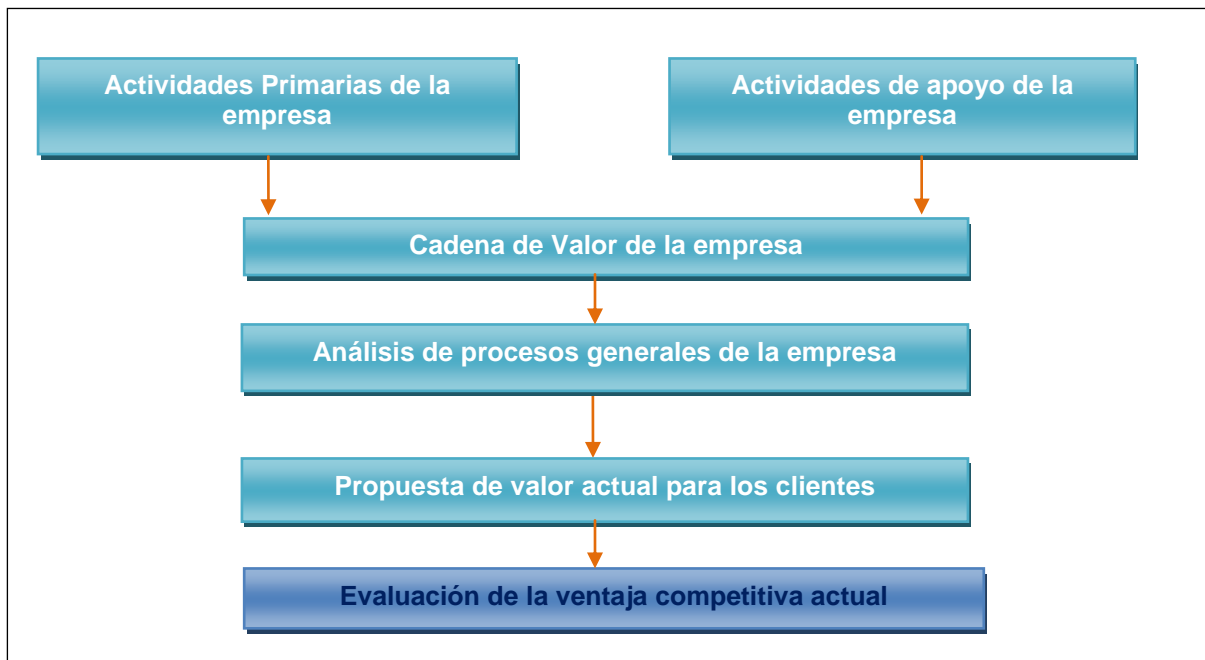 Actividades Primarias de la
empresa
Actividades de apoyo de la
empresa
Cadena de Valor de la empresa
Análisis de procesos generales de la empresa
Propuesta de valor actual para los clientes
Evaluación de la ventaja competitiva actual